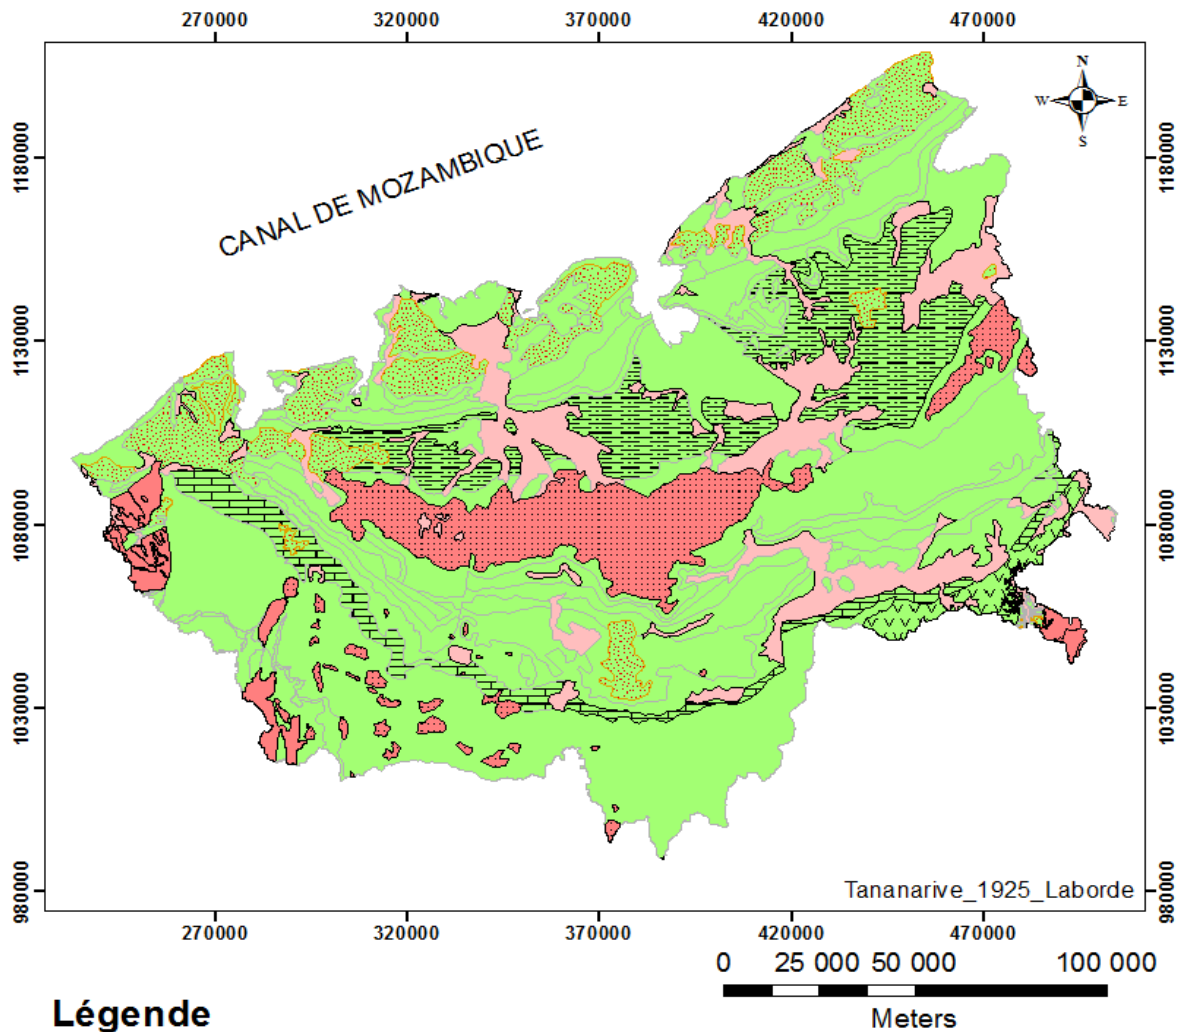 270000 320000 370000 420000 470000
N
W E
S
CANAL DE MOZAMBIQUE
1180000 1180000
1130000 1130000
1080000 1080000
1030000 1030000
980000 980000
Tananarive_1925_Laborde
270000 320000 370000 420000 470000
0 25 000 50 000 100 000
Meters
Légende